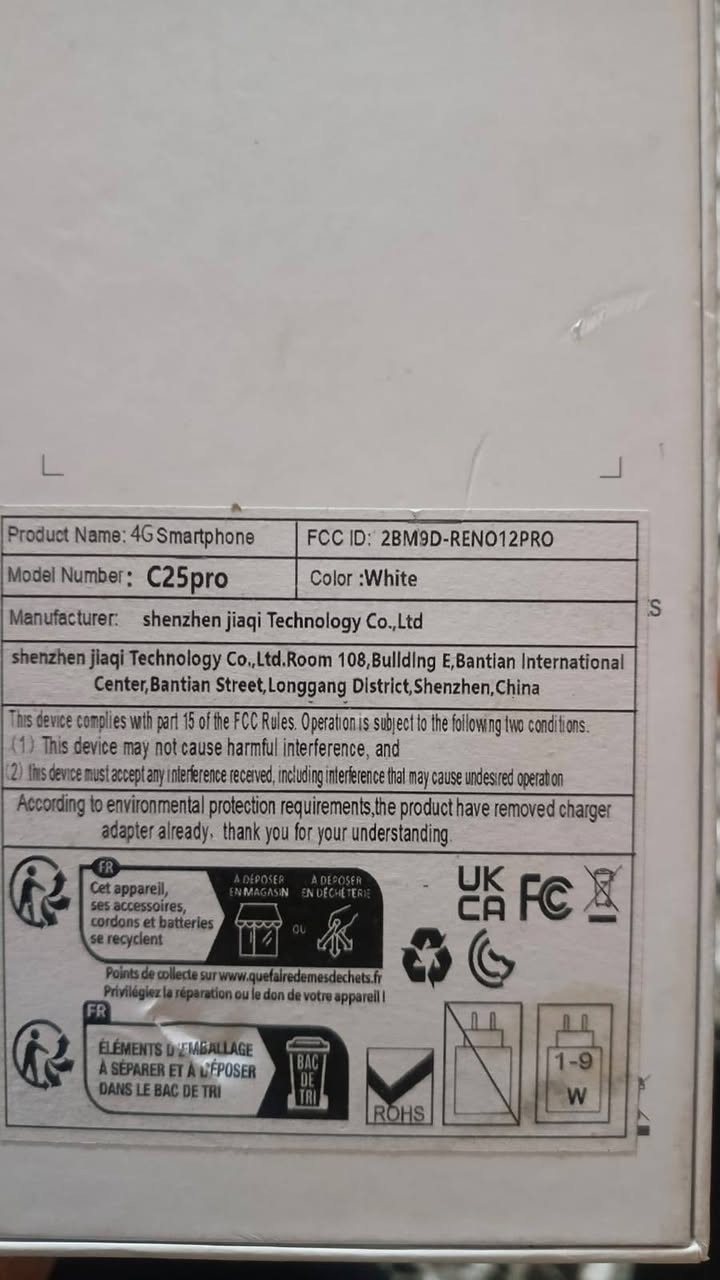 Product Name: 4G Smartphone
FCC ID: 2BM9D-RENO12PRO
Model Number: C25pro
Color :White
Manufacturer: shenzhen jiaqi Technology Co.,Ltd
shenzhen jiaqi Technology Co.,Ltd.Room 108,Building E,Bantian International
Center,Bantian Street,Longgang District,Shenzhen,China
This device complies with part 15 of the FCC Rules. Operation is subject to the following two conditions.
(1) This device may not cause harmful interference, and
(2) this device must accept any interference received, including interference that may cause undesired operation
According to environmental protection requirements,the product have removed charger
adapter already, thank you for your understanding.
FR
Cet appareil,
ses accessoires,
cordons et batteries
se recyclent
À DÉPOSER
EN MAGASIN
OU
À DÉPOSER
EN DÉCHÈTERIE
Points de collecte sur www.quefairedemesdechets.fr
Privilégiez la réparation ou le don de votre appareil !
UK
CA
FC
FR
ÉLÉMENTS D'EMBALLAGE
À SÉPARER ET À DÉPOSER
DANS LE BAC DE TRI
BAC
DE
TRI
ROHS
1-9
W
S